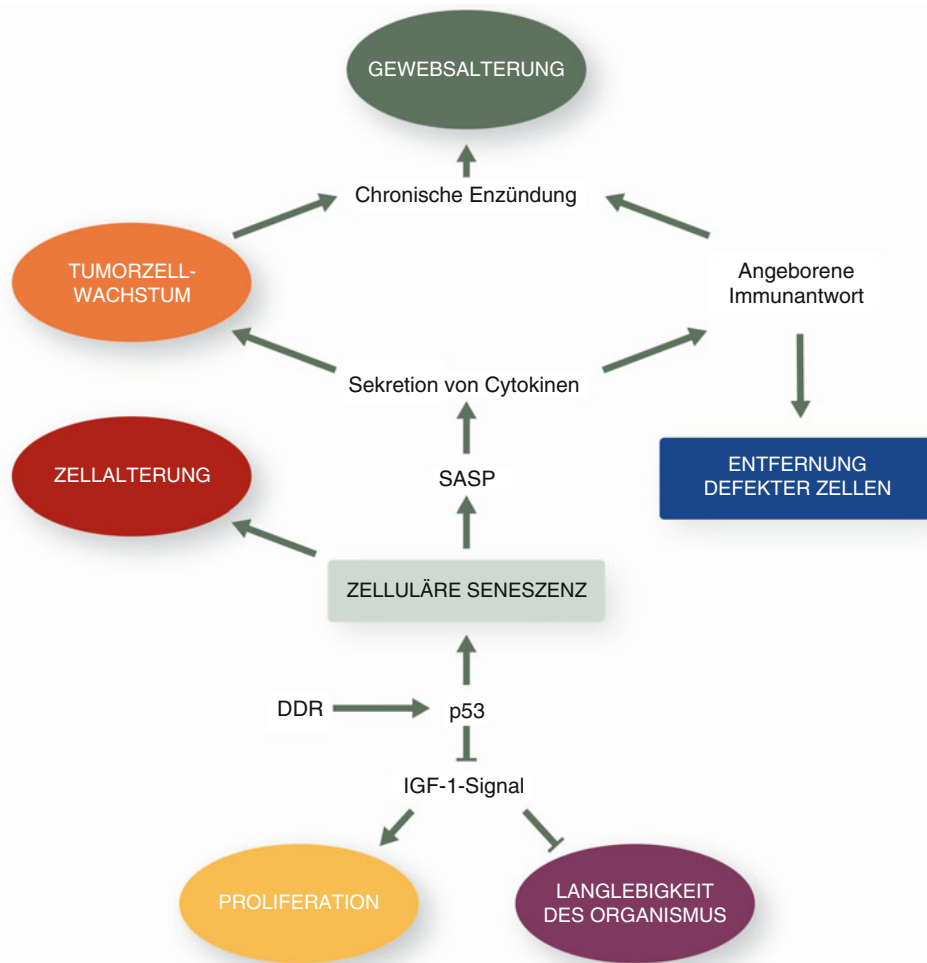 GEWEBSALTERUNG
Chronische Enzündung
TUMORZELL-
WACHSTUM
Angeborene
Immunantwort
Sekretion von Cytokinen
ZELLALTERUNG
SASP
ENTFERNUNG
DEFEKTER ZELLEN
ZELLULÄRE SENESZENZ
DDR
p53
IGF-1-Signal
PROLIFERATION
LANGLEBIGKEIT
DES ORGANISMUS